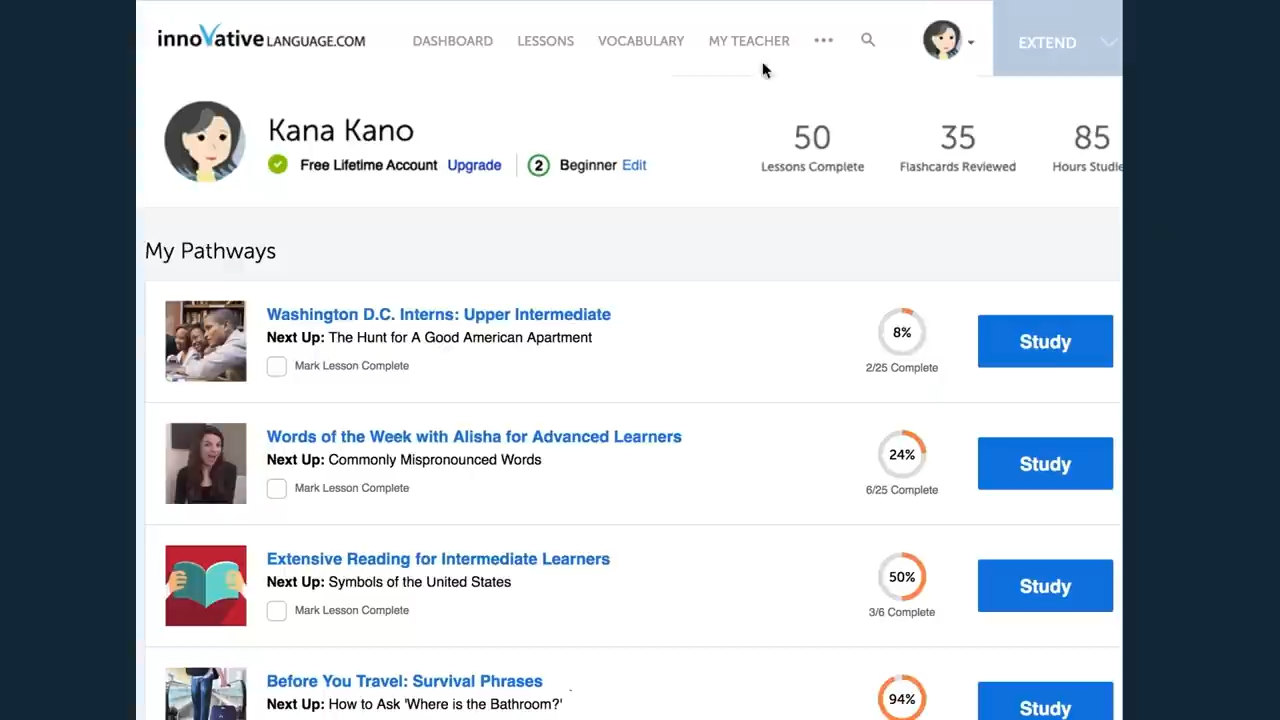 innoVative LANGUAGE.COM DASHBOARD LESSONS VOCABULARY MY TEACHER ••• EXTEND
Kana Kano
Free Lifetime Account Upgrade 2 Beginner Edit
50 35 85
Lessons Complete Flashcards Reviewed Hours Studie
My Pathways
Washington D.C. Interns: Upper Intermediate
Next Up: The Hunt for A Good American Apartment
Mark Lesson Complete
8%
2/25 Complete
Study
Words of the Week with Alisha for Advanced Learners
Next Up: Commonly Mispronounced Words
Mark Lesson Complete
24%
6/25 Complete
Study
Extensive Reading for Intermediate Learners
Next Up: Symbols of the United States
Mark Lesson Complete
50%
3/6 Complete
Study
Before You Travel: Survival Phrases
Next Up: How to Ask 'Where is the Bathroom?'
94%
Study